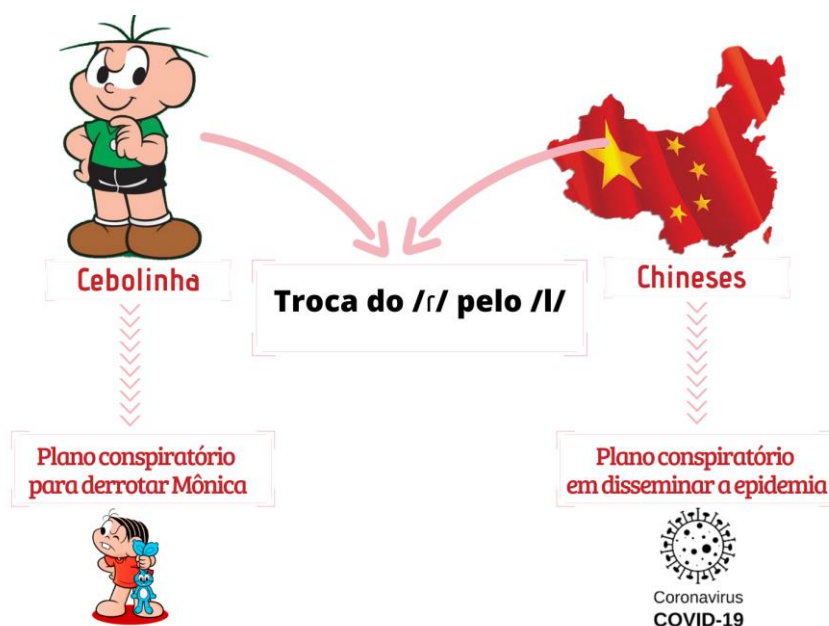 Cebolinha
Chineses
Troca do /ɾ/ pelo /l/
Plano conspiratório
para derrotar Mônica
Plano conspiratório
em disseminar a epidemia
Coronavirus
COVID-19